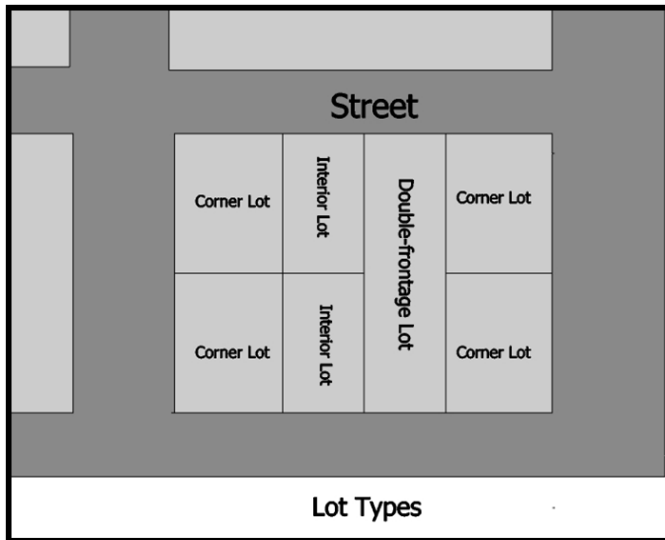 Street
Corner Lot
Interior Lot
Double-frontage Lot
Corner Lot
Corner Lot
Interior Lot
Corner Lot
Lot Types